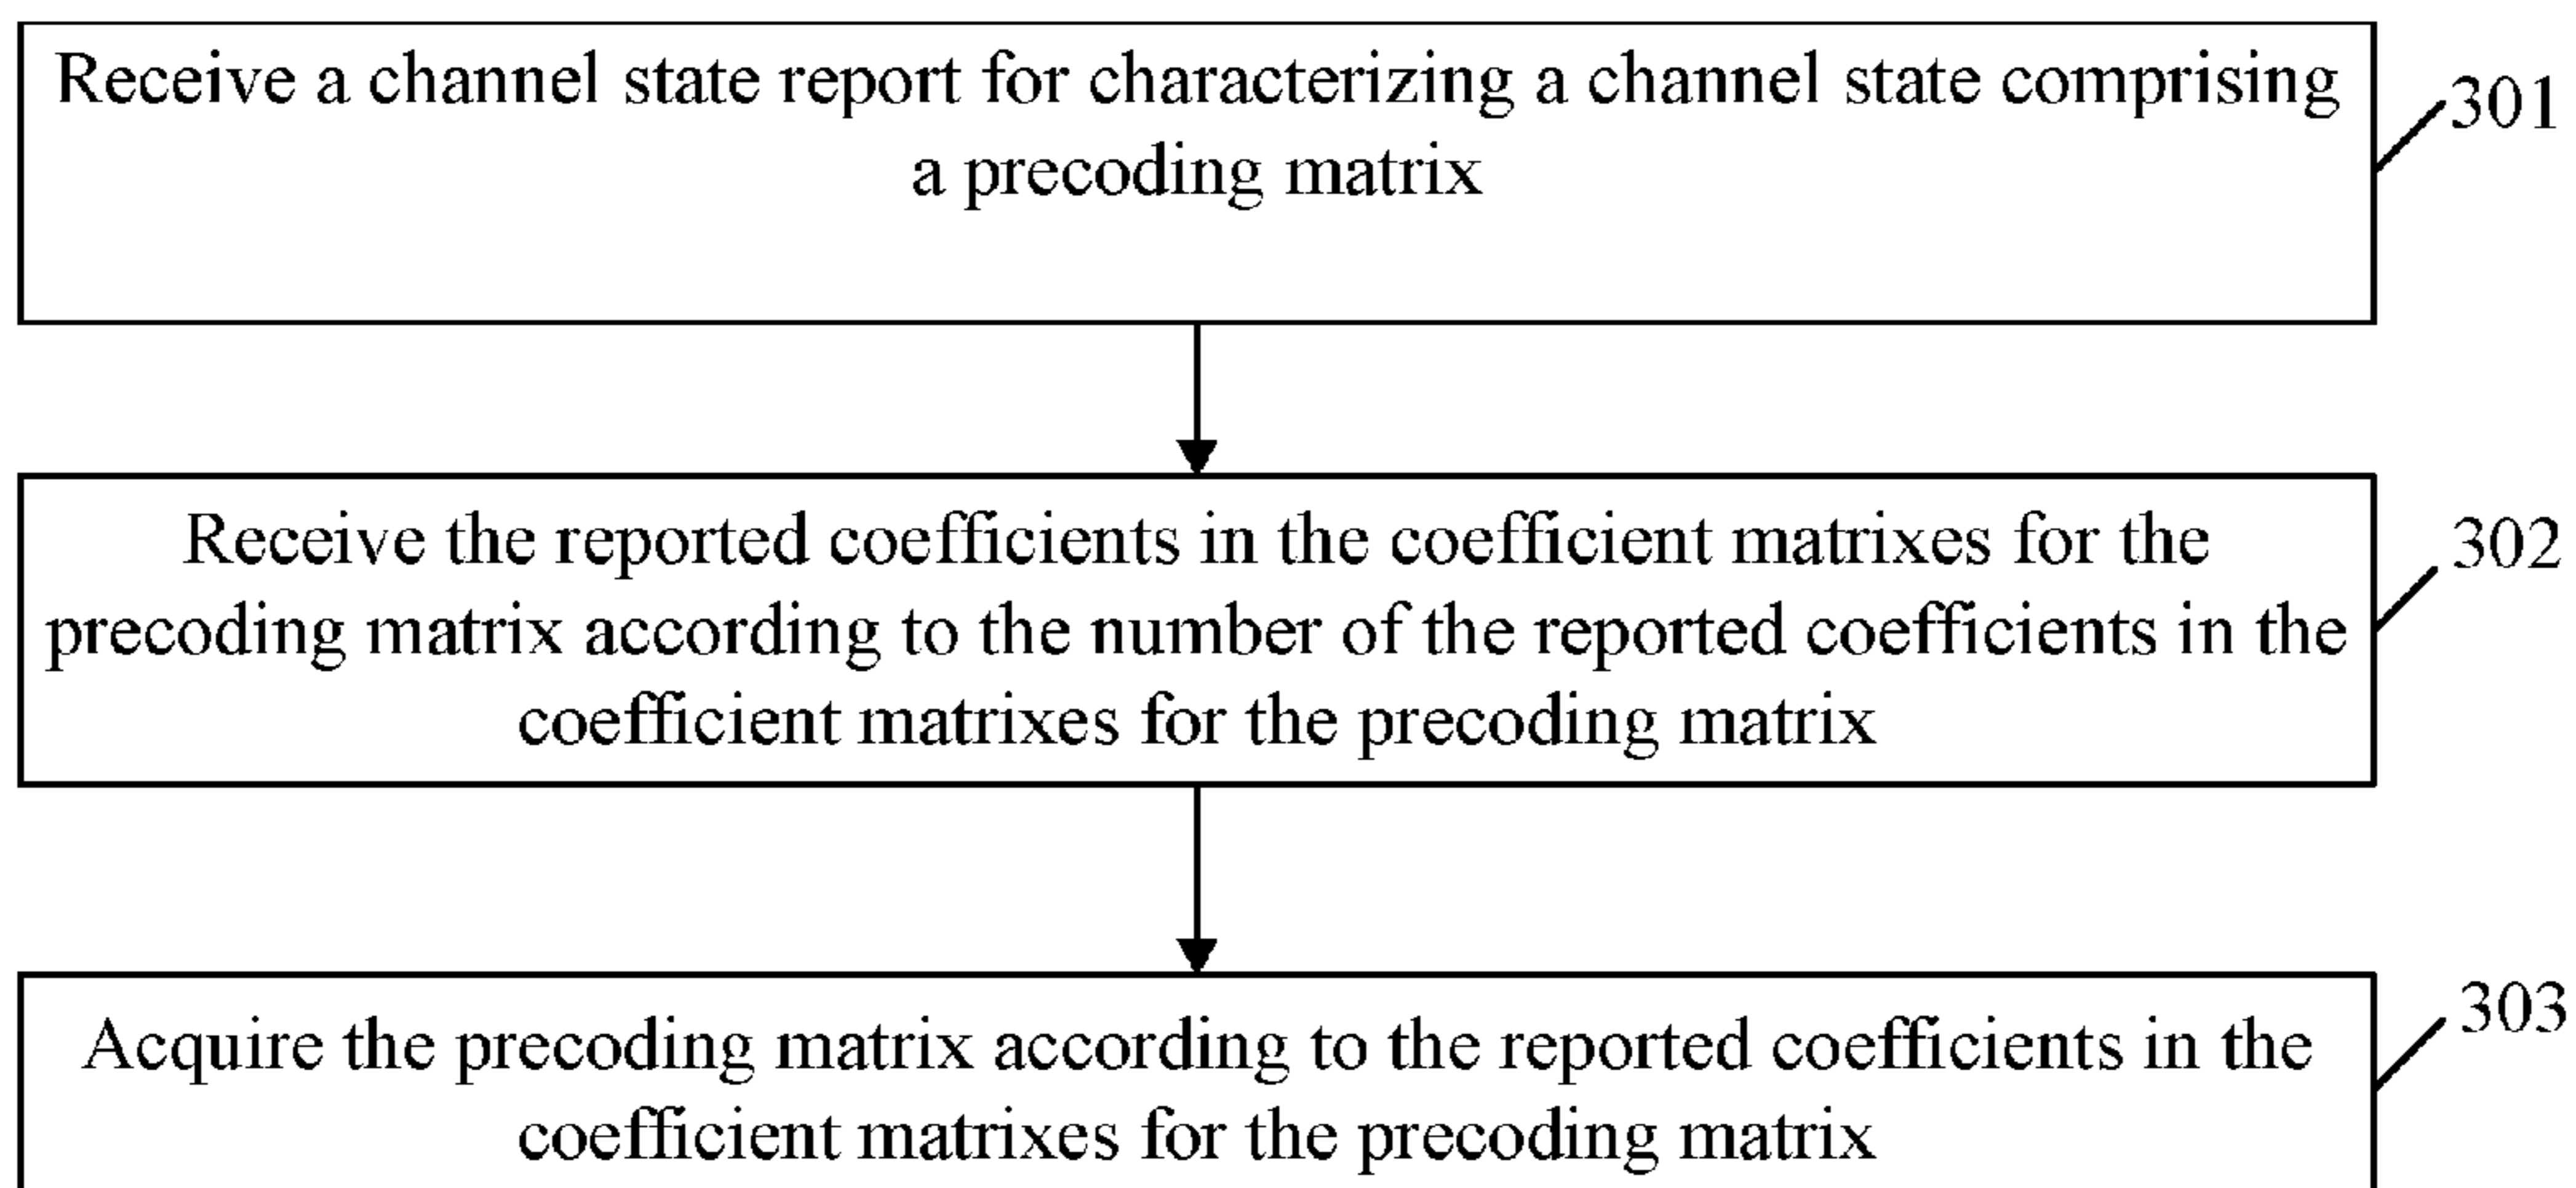 Receive a channel state report for characterizing a channel state comprising
a precoding matrix
301
Receive the reported coefficients in the coefficient matrixes for the
precoding matrix according to the number of the reported coefficients in the
coefficient matrixes for the precoding matrix
302
Acquire the precoding matrix according to the reported coefficients in the
coefficient matrixes for the precoding matrix
303